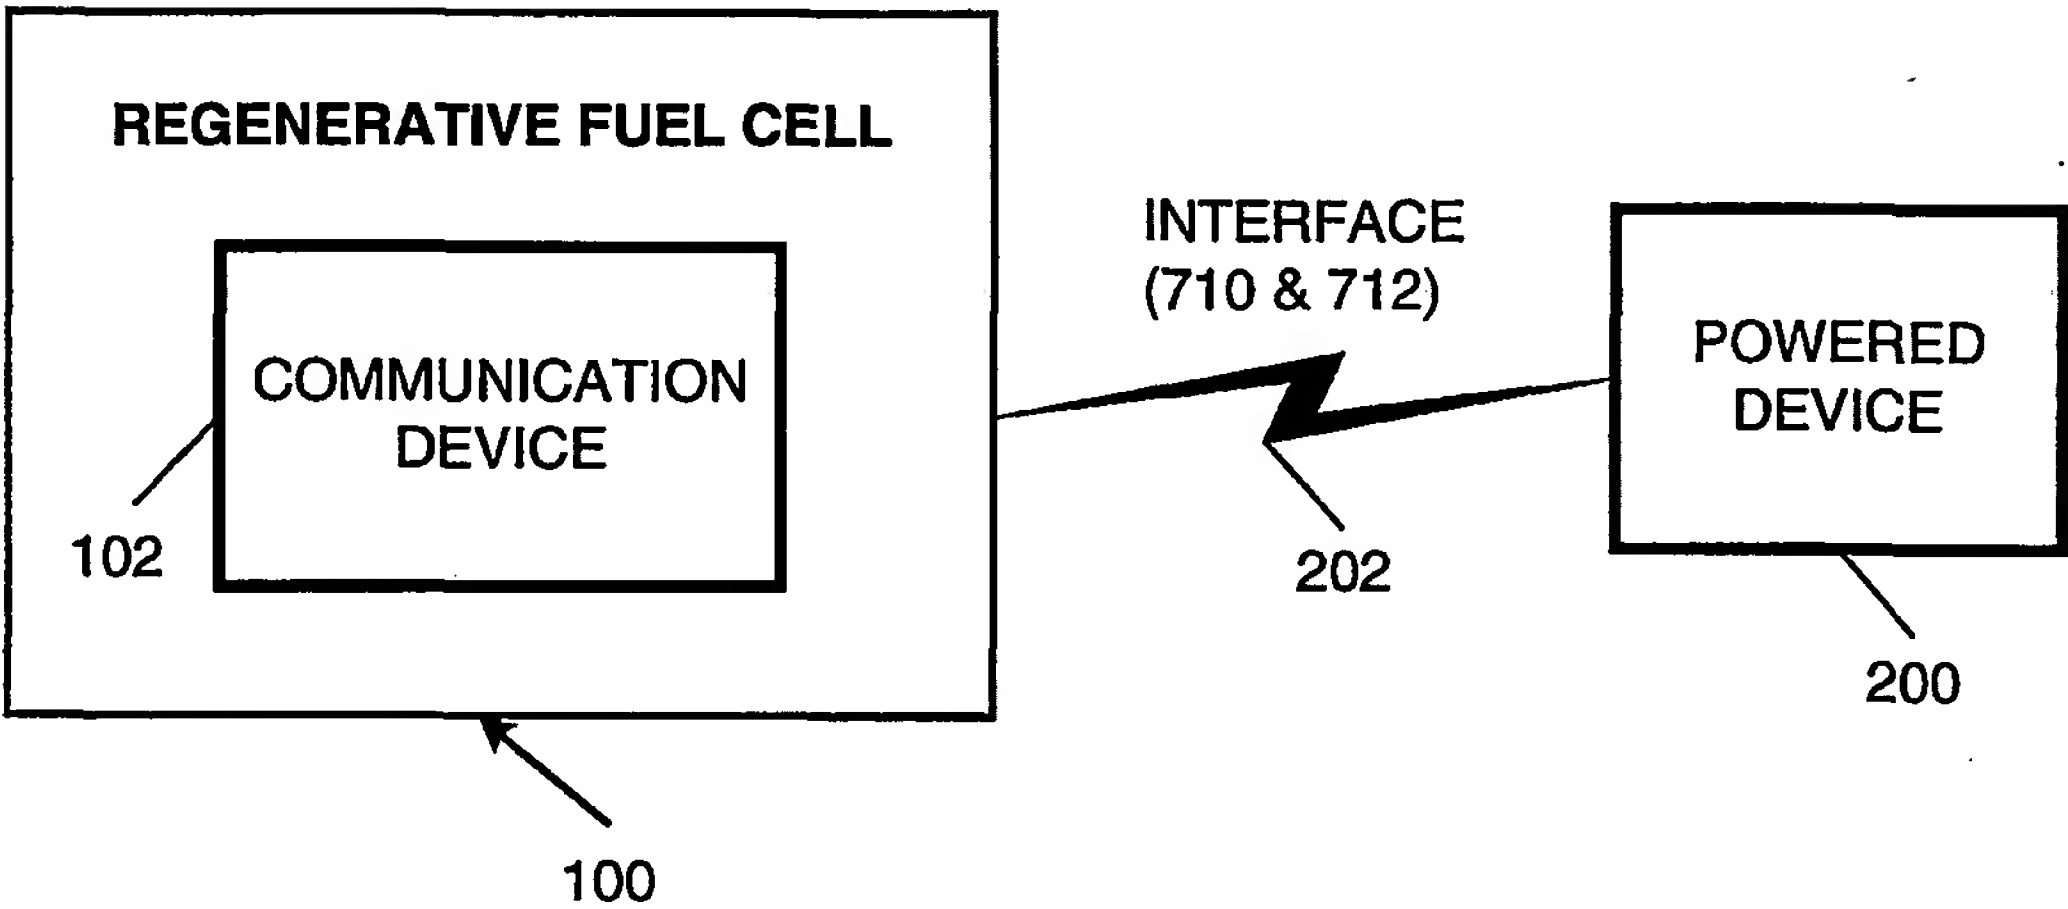 REGENERATIVE FUEL CELL
COMMUNICATION
DEVICE
102
100
INTERFACE
(710 & 712)
202
POWERED
DEVICE
200